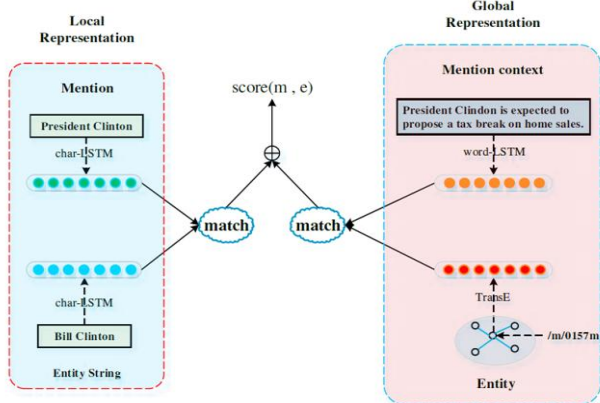 Local
Representation
Global
Representation
Mention
President Clinton
char-LSTM
char-LSTM
Bill Clinton
Entity String
score(m , e)
match
match
Mention context
President Clindon is expected to
propose a tax break on home sales.
word-LSTM
TransE
/m/0157m
Entity